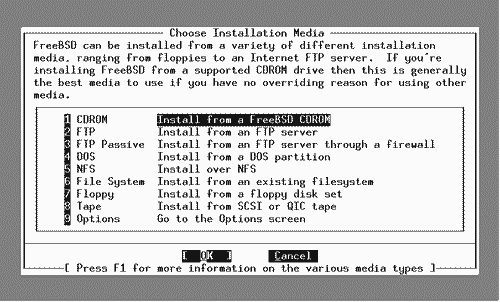 Choose Installation Media
FreeBSD can be installed from a variety of different installation
media, ranging from floppies to an Internet FTP server.  If you're
installing FreeBSD from a supported CDROM drive then this is generally
the best media to use if you have no overriding reason for using other
media.
1 CDROM        Install from a FreeBSD CDROM
2 FTP          Install from an FTP server
3 FTP Passive  Install from an FTP server through a firewall
4 DOS          Install from a DOS partition
5 NFS          Install over NFS
6 File System  Install from an existing filesystem
7 Floppy       Install from a floppy disk set
8 Tape         Install from SCSI or QIC tape
9 Options      Go to the Options screen
[  OK  ]       Cancel
[ Press F1 for more information on the various media types ]